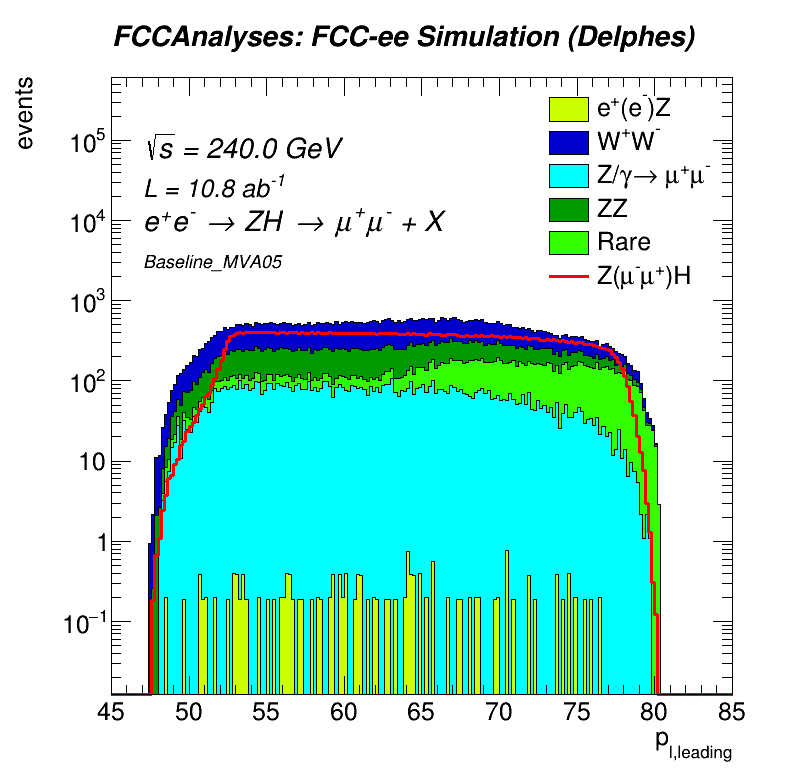 FCCAnalyses: FCC-ee Simulation (Delphes)
events
√s = 240.0 GeV
L = 10.8 ab⁻¹
e⁺e⁻ → ZH → μ⁺μ⁻ + X
Baseline_MVA05
e⁺(e⁻)Z
W⁺W⁻
Z/γ→ μ⁺μ⁻
ZZ
Rare
Z(μ⁻μ⁺)H
10⁵
10⁴
10³
10²
10
1
10⁻¹
45 50 55 60 65 70 75 80 85
p_l,leading